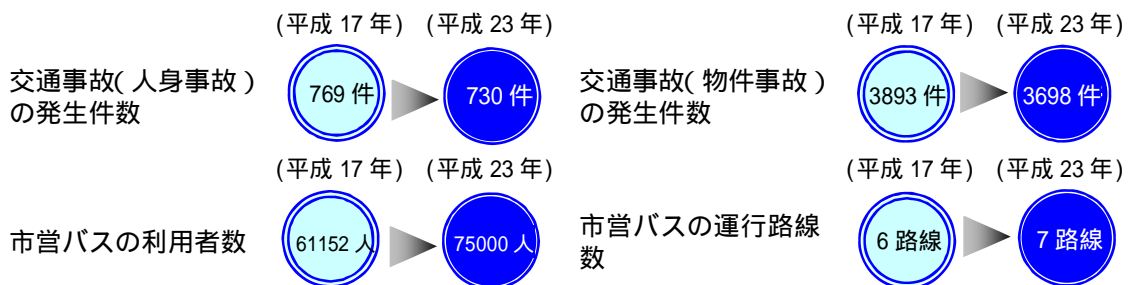 (平成 17 年) (平成 23 年)
交通事故(人身事故)
の発生件数
769 件
730 件
(平成 17 年) (平成 23 年)
交通事故(物件事故)
の発生件数
3893 件
3698 件
(平成 17 年) (平成 23 年)
市営バスの利用者数
61152 人
75000 人
(平成 17 年) (平成 23 年)
市営バスの運行路線
数
6 路線
7 路線